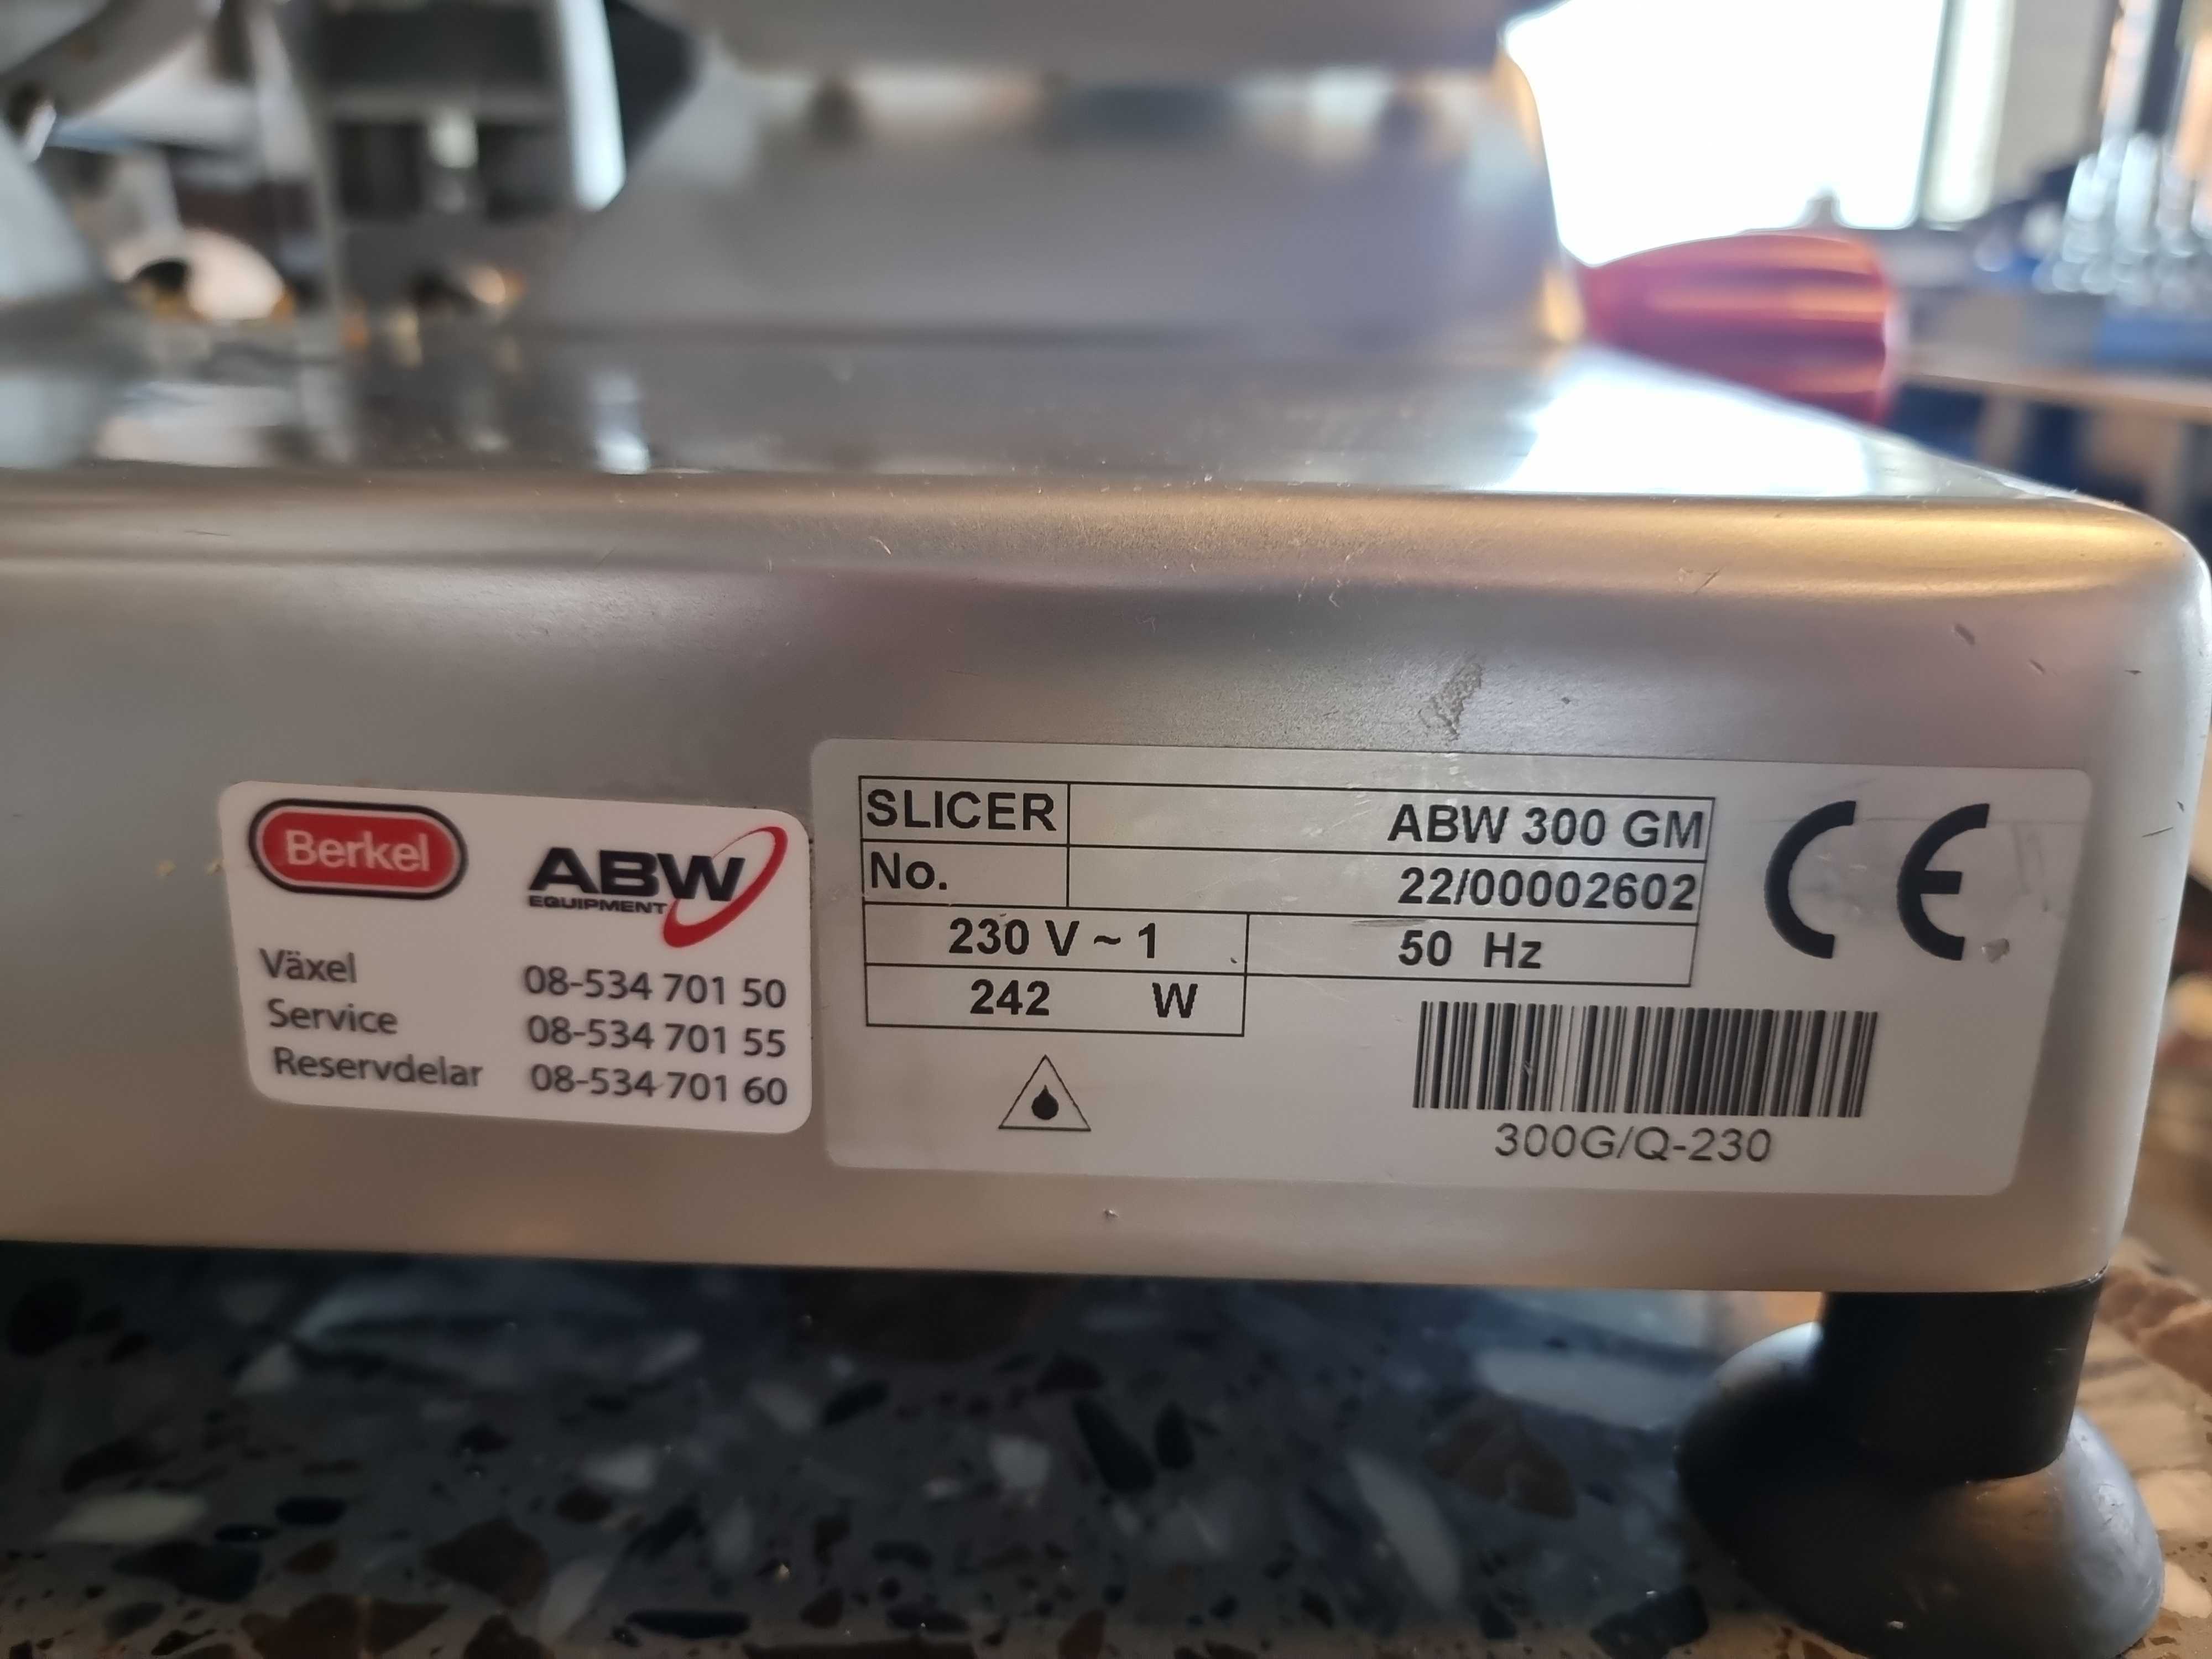 Berkel
ABW
EQUIPMENT
Växel 08-534 701 50
Service 08-534 701 55
Reservdelar 08-534 701 60
SLICER ABW 300 GM
No. 22/00002602
230 V ~ 1 50 Hz
242 W
CE
300G/Q-230